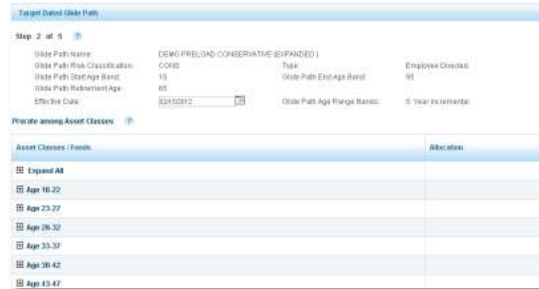 Target Dated Glide Path
Step 2 of 5
Glide Path Name: DEMO PRELOAD CONSERVATIVE (EXPANDED)
Glide Path Risk Classification: CONS Type: Employee Directed
Glide Path Start Age Band: 18 Glide Path End Age Band: 95
Glide Path Retirement Age: 65
Effective Date: 02/15/2012 Glide Path Age Range Bands: 5 Year Incremental
Prorate among Asset Classes
Asset Classes / Funds Allocation
Expand All
Age 18-22
Age 23-27
Age 28-32
Age 33-37
Age 38-42
Age 43-47